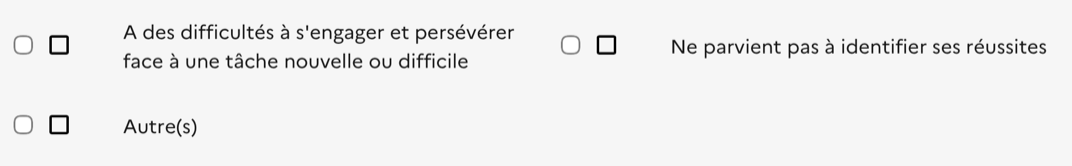 A des difficultés à s'engager et persévérer
face à une tâche nouvelle ou difficile
Ne parvient pas à identifier ses réussites
Autre(s)